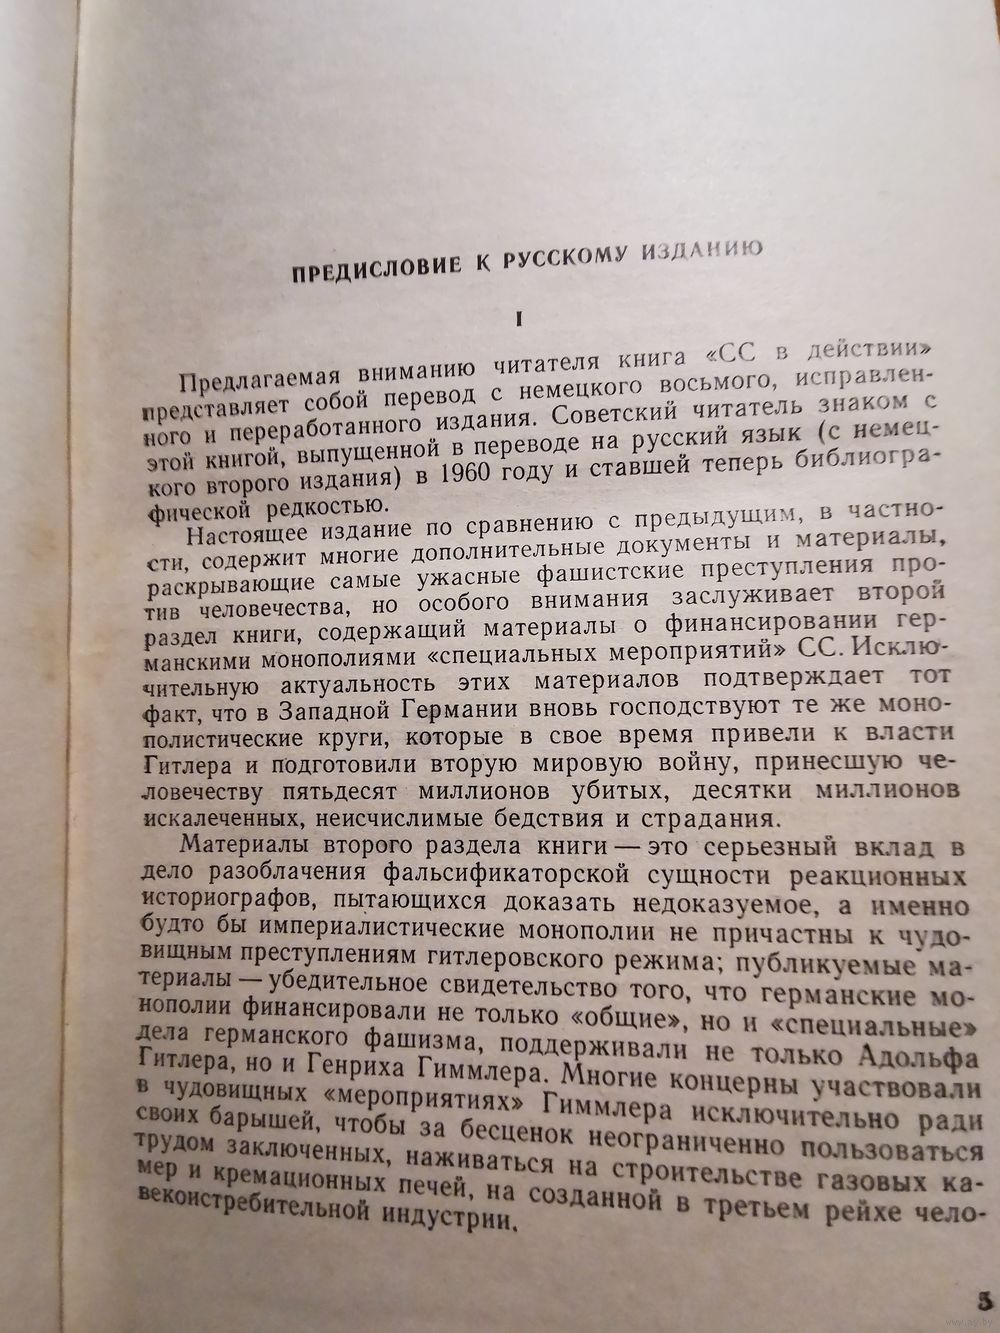 ПРЕДИСЛОВИЕ К РУССКОМУ ИЗДАНИЮ
I
Предлагаемая вниманию читателя книга «СС в действии»
представляет собой перевод с немецкого восьмого, исправлен-
ного и переработанного издания. Советский читатель знаком с
этой книгой, выпущенной в переводе на русский язык (с немец-
кого второго издания) в 1960 году и ставшей теперь библиогра-
фической редкостью.
Настоящее издание по сравнению с предыдущим, в частно-
сти, содержит многие дополнительные документы и материалы,
раскрывающие самые ужасные фашистские преступления про-
тив человечества, но особого внимания заслуживает второй
раздел книги, содержащий материалы о финансировании гер-
манскими монополиями «специальных мероприятий» СС. Исклю-
чительную актуальность этих материалов подтверждает тот
факт, что в Западной Германии вновь господствуют те же моно-
полистические круги, которые в свое время привели к власти
Гитлера и подготовили вторую мировую войну, принесшую че-
ловечеству пятьдесят миллионов убитых, десятки миллионов
искалеченных, неисчислимые бедствия и страдания.
Материалы второго раздела книги — это серьезный вклад в
дело разоблачения фальсификаторской сущности реакционных
историографов, пытающихся доказать недоказуемое, а именно
будто бы империалистические монополии не причастны к чудо-
вищным преступлениям гитлеровского режима; публикуемые ма-
териалы — убедительное свидетельство того, что германские мо-
нополии финансировали не только «общие», но и «специальные»
дела германского фашизма, поддерживали не только Адольфа
Гитлера, но и Генриха Гиммлера. Многие концерны участвовали
в чудовищных «мероприятиях» Гиммлера исключительно ради
своих барышей, чтобы за бесценок неограниченно пользоваться
трудом заключенных, наживаться на строительстве газовых ка-
мер и кремационных печей, на созданной в третьем рейхе чело-
векоистребительной индустрии.
5
www.ay.by